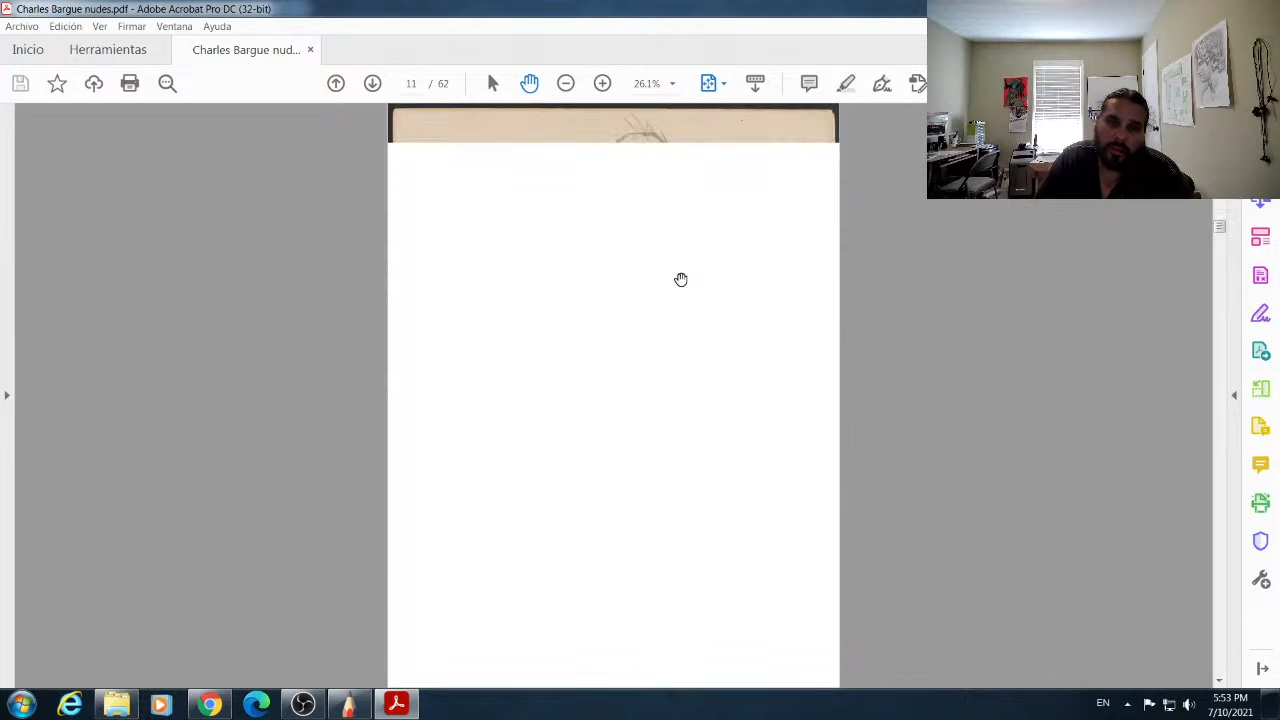 Charles Bargue nudes.pdf - Adobe Acrobat Pro DC (32-bit)
Archivo Edición Ver Firmar Ventana Ayuda
Inicio Herramientas Charles Bargue nud... ×
11 / 62 26.1%
EN 5:53 PM
7/10/2021